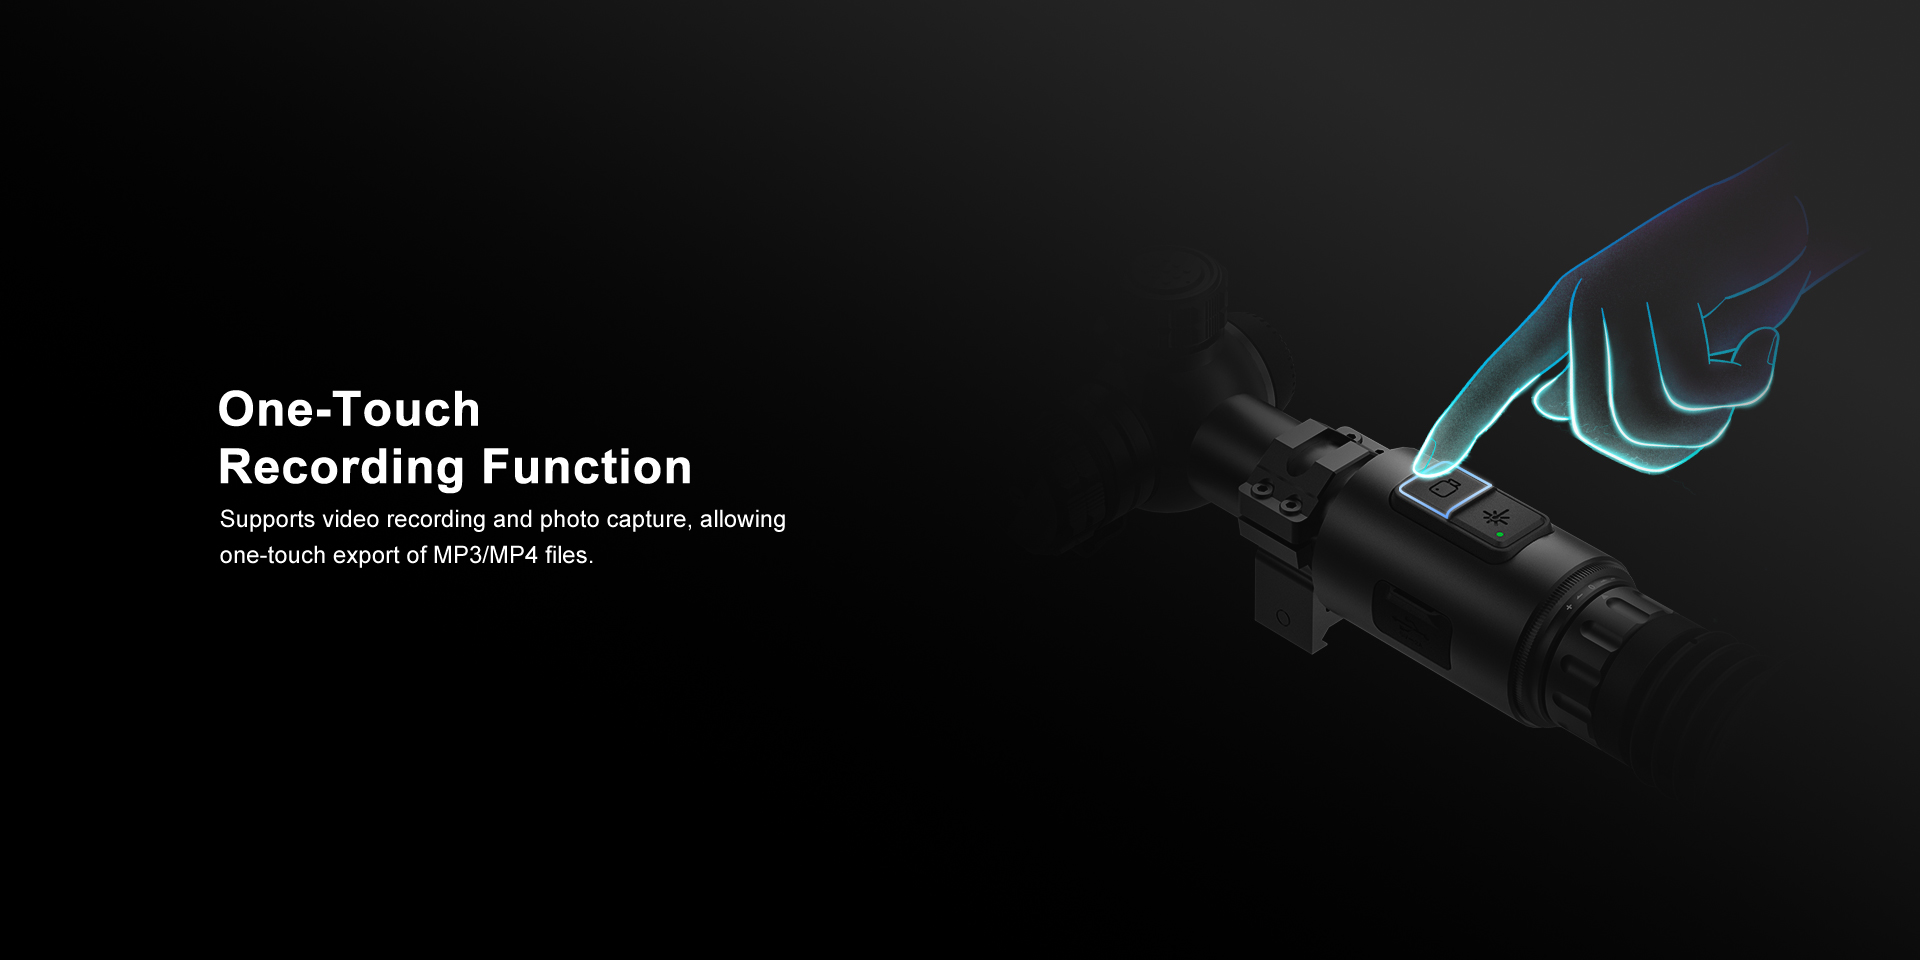 One-Touch
Recording Function
Supports video recording and photo capture, allowing
one-touch export of MP3/MP4 files.